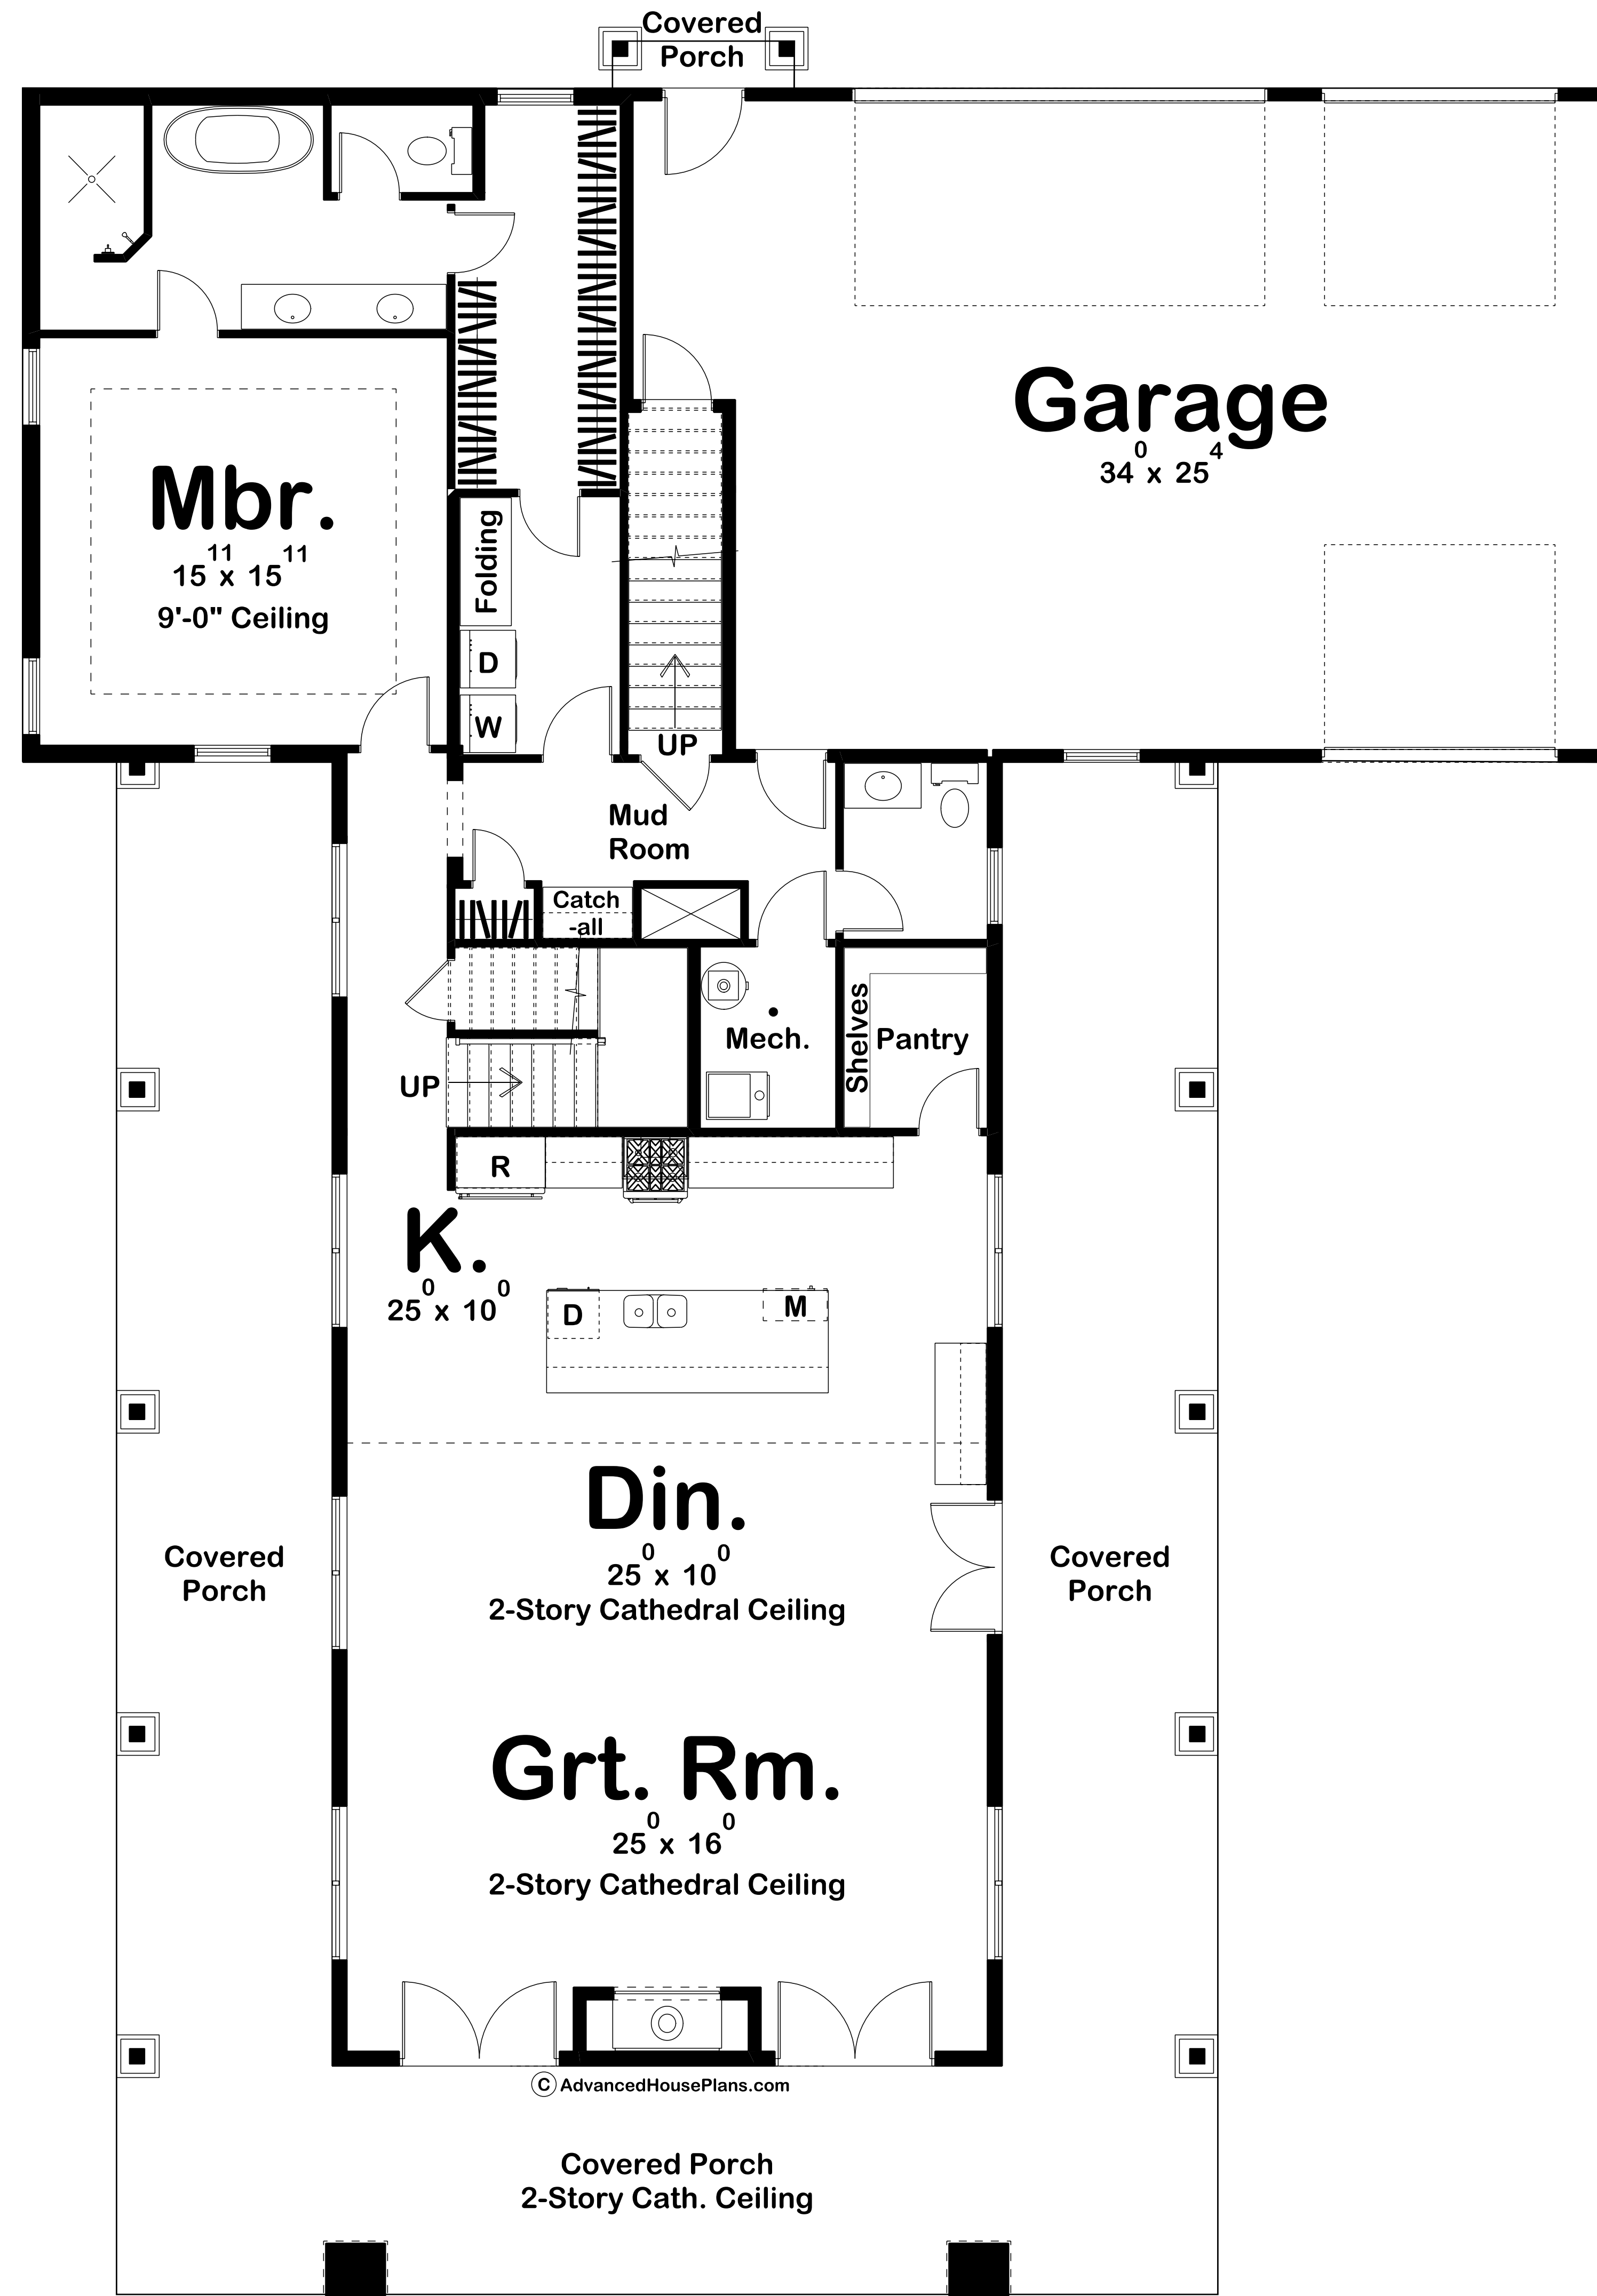 Covered
Porch
Garage
34⁰ x 25⁴
Mbr.
15¹¹ x 15¹¹
9'-0" Ceiling
Folding
D
W
UP
Mud
Room
Catch
-all
Mech.
Shelves
Pantry
UP
R
K.
25⁰ x 10⁰
D
M
Din.
25⁰ x 10⁰
2-Story Cathedral Ceiling
Covered
Porch
Covered
Porch
Grt. Rm.
25⁰ x 16⁰
2-Story Cathedral Ceiling
© AdvancedHousePlans.com
Covered Porch
2-Story Cath. Ceiling